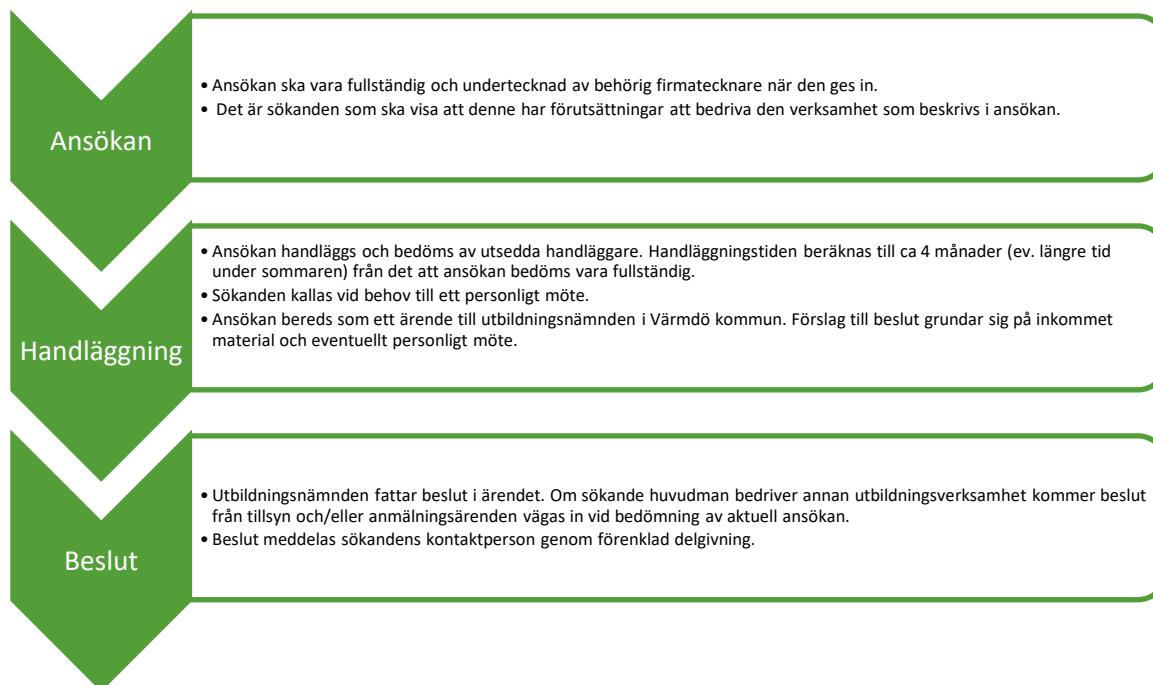 Ansökan
• Ansökan ska vara fullständig och undertecknad av behörig firmatecknare när den ges in.
• Det är sökanden som ska visa att denne har förutsättningar att bedriva den verksamhet som beskrivs i ansökan.
Handläggning
• Ansökan handläggs och bedöms av utsedda handläggare. Handläggningstiden beräknas till ca 4 månader (ev. längre tid
under sommaren) från det att ansökan bedöms vara fullständig.
• Sökanden kallas vid behov till ett personligt möte.
• Ansökan bereds som ett ärende till utbildningsnämnden i Värmdö kommun. Förslag till beslut grundar sig på inkommet
material och eventuellt personligt möte.
Beslut
• Utbildningsnämnden fattar beslut i ärendet. Om sökande huvudman bedriver annan utbildningsverksamhet kommer beslut
från tillsyn och/eller anmälningsärenden vägas in vid bedömning av aktuell ansökan.
• Beslut meddelas sökandens kontaktperson genom förenklad delgivning.